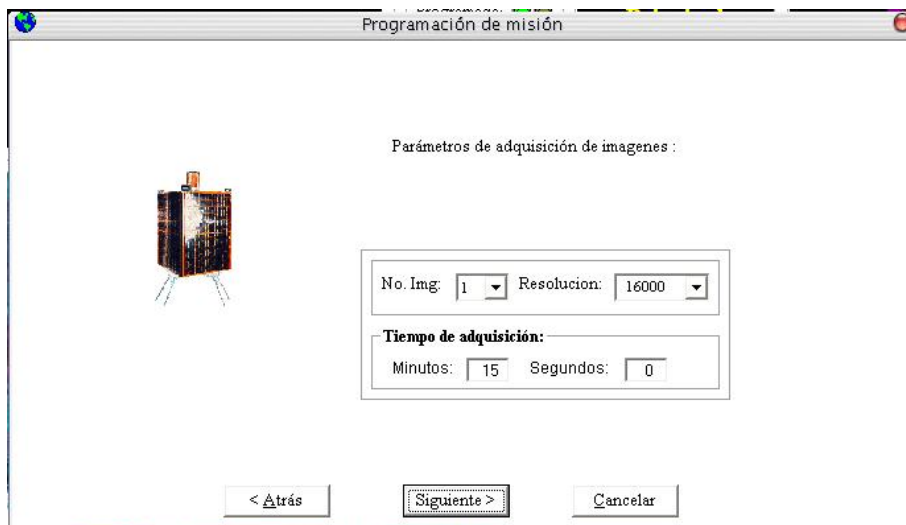 Programación de misión
Parámetros de adquisición de imagenes :
No. Img: 1 Resolucion: 16000
Tiempo de adquisición:
Minutos: 15 Segundos: 0
< Atrás Siguiente > Cancelar